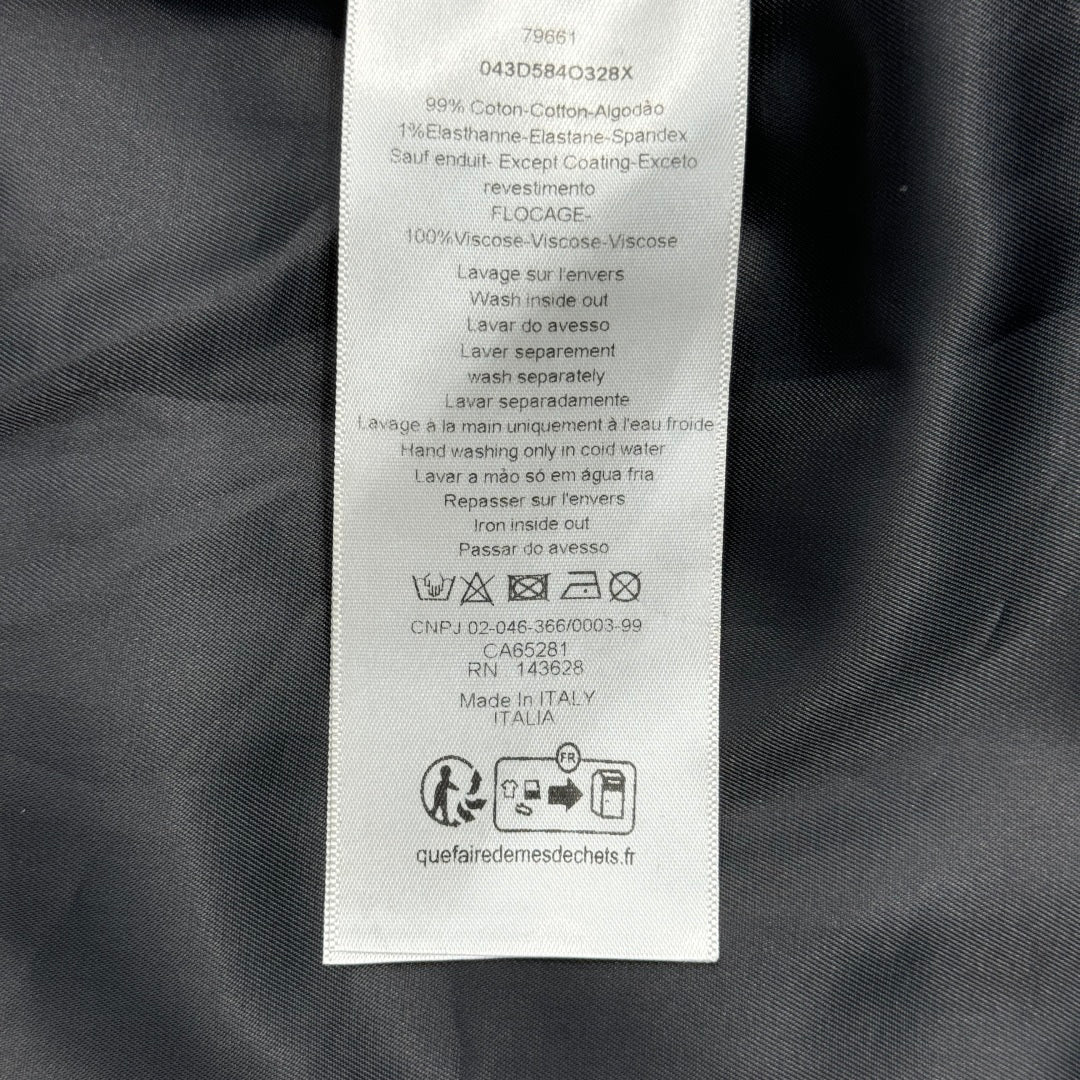 79661
043D584O328X
99% Coton-Cotton-Algodão
1%Elasthanne-Elastane-Spandex
Sauf enduit- Except Coating-Exceto
revestimento
FLOCAGE-
100%Viscose-Viscose-Viscose
Lavage sur l'envers
Wash inside out
Lavar do avesso
Laver separement
wash separately
Lavar separadamente
Lavage à la main uniquement à l'eau froide
Hand washing only in cold water
Lavar a mão só em água fria
Repasser sur l'envers
Iron inside out
Passar do avesso
CNPJ 02-046-366/0003-99
CA65281
RN 143628
Made In ITALY
ITALIA
FR
quefairedemesdechets.fr